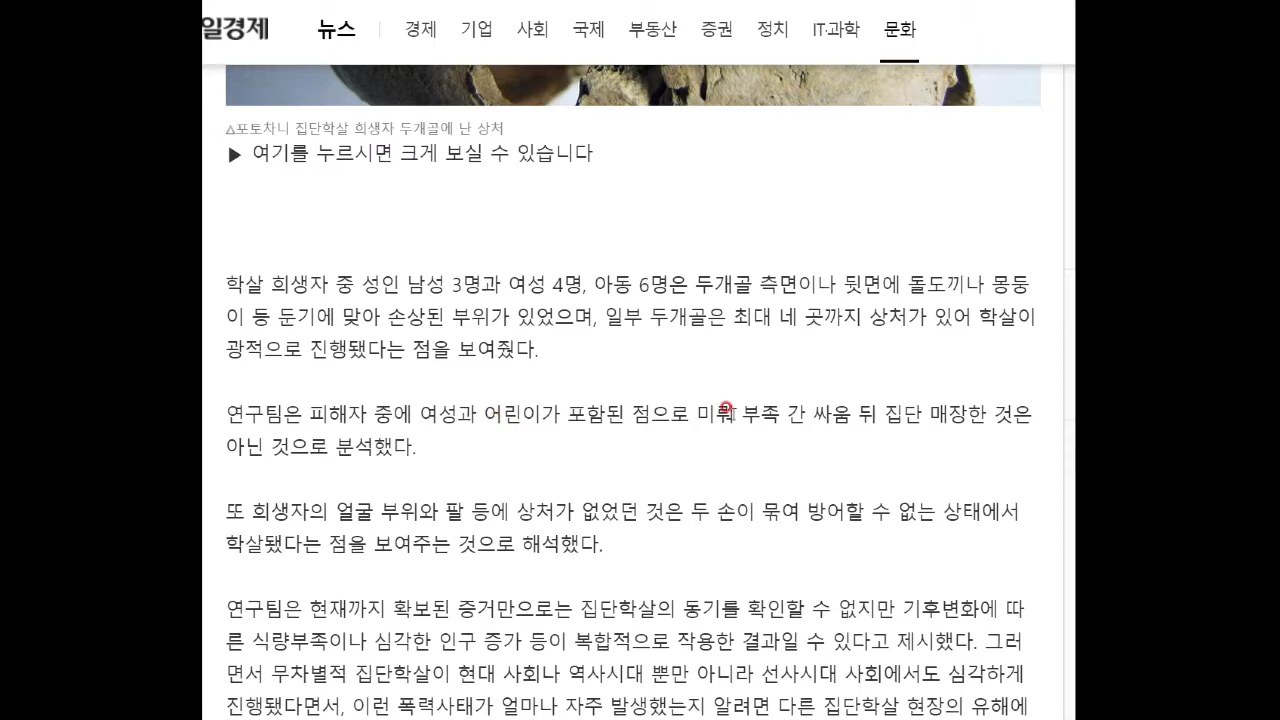 일경제 뉴스 경제 기업 사회 국제 부동산 증권 정치 IT·과학 문화
△포토차니 집단학살 희생자 두개골에 난 상처
▶ 여기를 누르시면 크게 보실 수 있습니다
학살 희생자 중 성인 남성 3명과 여성 4명, 아동 6명은 두개골 측면이나 뒷면에 돌도끼나 몽둥
이 등 둔기에 맞아 손상된 부위가 있었으며, 일부 두개골은 최대 네 곳까지 상처가 있어 학살이
광적으로 진행됐다는 점을 보여줬다.
연구팀은 피해자 중에 여성과 어린이가 포함된 점으로 미뤄 부족 간 싸움 뒤 집단 매장한 것은
아닌 것으로 분석했다.
또 희생자의 얼굴 부위와 팔 등에 상처가 없었던 것은 두 손이 묶여 방어할 수 없는 상태에서
학살됐다는 점을 보여주는 것으로 해석했다.
연구팀은 현재까지 확보된 증거만으로는 집단학살의 동기를 확인할 수 없지만 기후변화에 따
른 식량부족이나 심각한 인구 증가 등이 복합적으로 작용한 결과일 수 있다고 제시했다. 그러
면서 무차별적 집단학살이 현대 사회나 역사시대 뿐만 아니라 선사시대 사회에서도 심각하게
진행됐다면서, 이런 폭력사태가 얼마나 자주 발생했는지 알려면 다른 집단학살 현장의 유해에